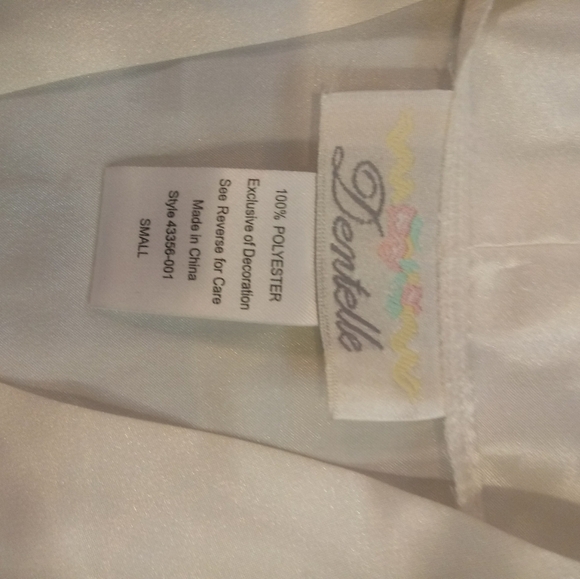 Dentelle
100% POLYESTER
Exclusive of Decoration
See Reverse for Care
Made in China
Style 43356-001
SMALL